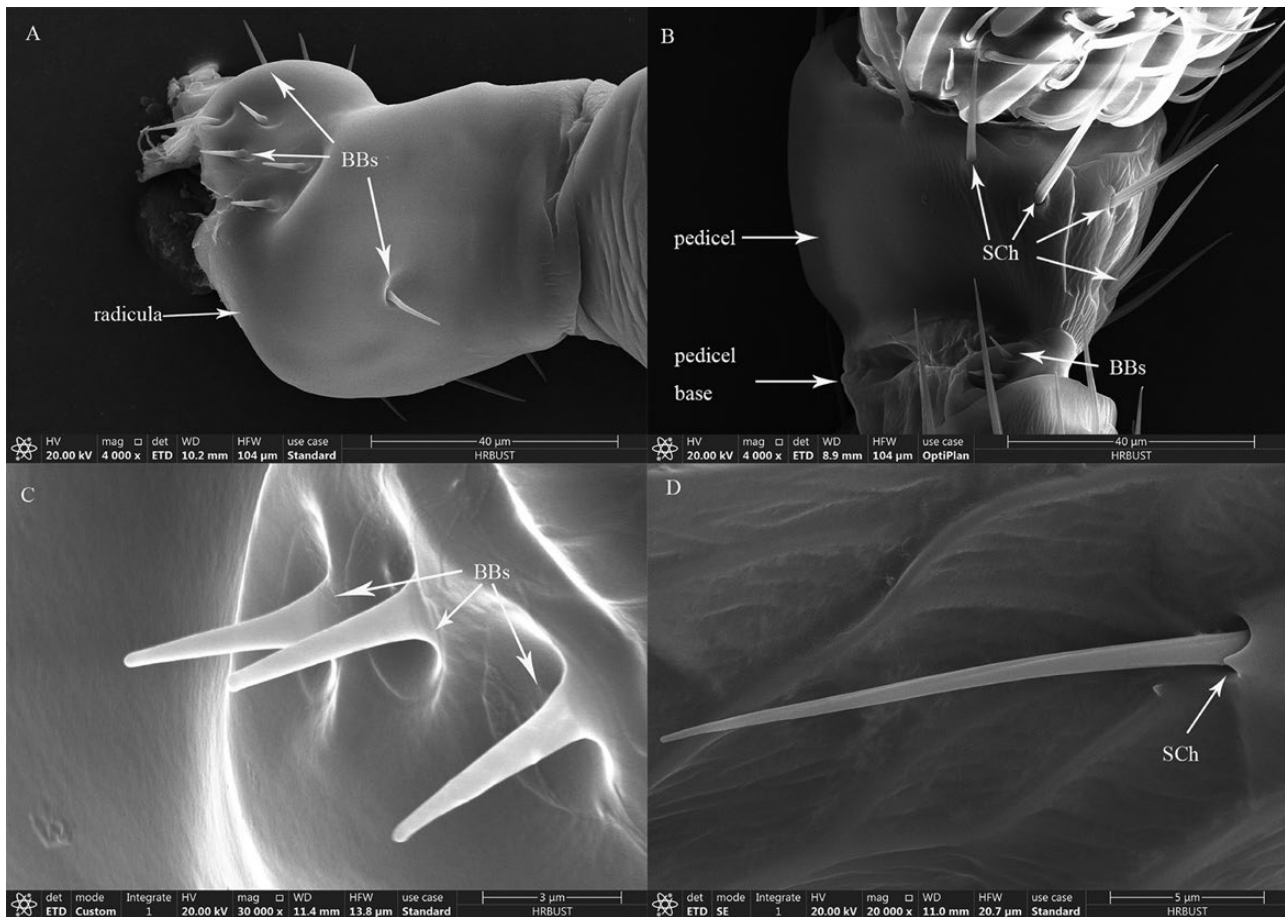 A
BBs
radicula
HV mag □ det WD HFW use case 40 µm
20.00 kV 4 000 x ETD 10.2 mm 104 µm Standard HRBUST
B
pedicel
SCh
pedicel
base
BBs
HV mag □ det WD HFW use case 40 µm
20.00 kV 4 000 x ETD 8.9 mm 104 µm OptiPlan HRBUST
C
BBs
det mode Integrate HV mag □ WD HFW use case 3 µm
ETD Custom 1 20.00 kV 30 000 x 11.4 mm 13.8 µm Standard HRBUST
D
SCh
det mode Integrate HV mag □ WD HFW use case 5 µm
ETD SE 1 20.00 kV 20 000 x 11.0 mm 20.7 µm Standard HRBUST